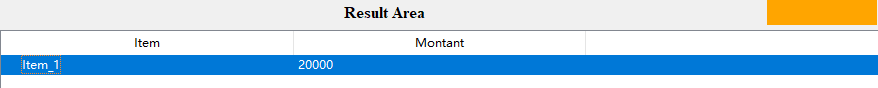 Result Area
Item Montant
Item_1 20000